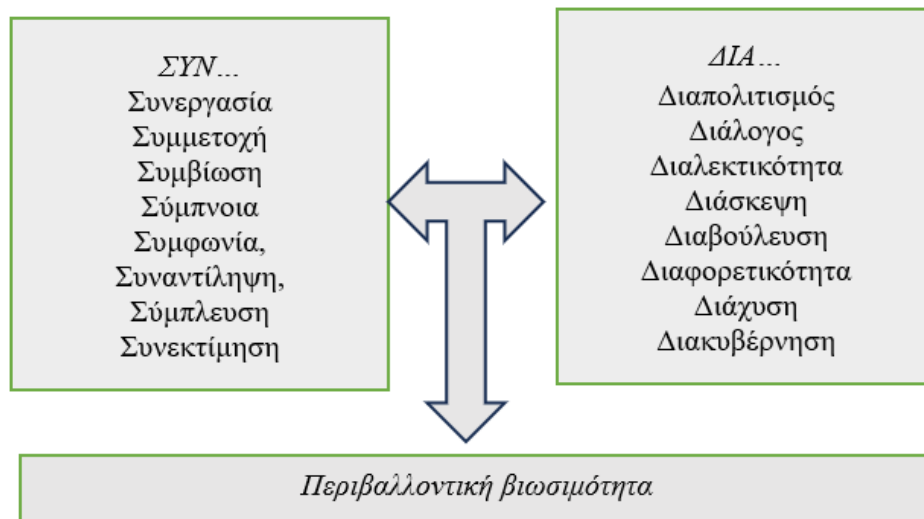 ΣΥΝ…
Συνεργασία
Συμμετοχή
Συμβίωση
Σύμπνοια
Συμφωνία,
Συναντίληψη,
Σύμπλευση
Συνεκτίμηση
ΔΙΑ…
Διαπολιτισμός
Διάλογος
Διαλεκτικότητα
Διάσκεψη
Διαβούλευση
Διαφορετικότητα
Διάχυση
Διακυβέρνηση
Περιβαλλοντική βιωσιμότητα